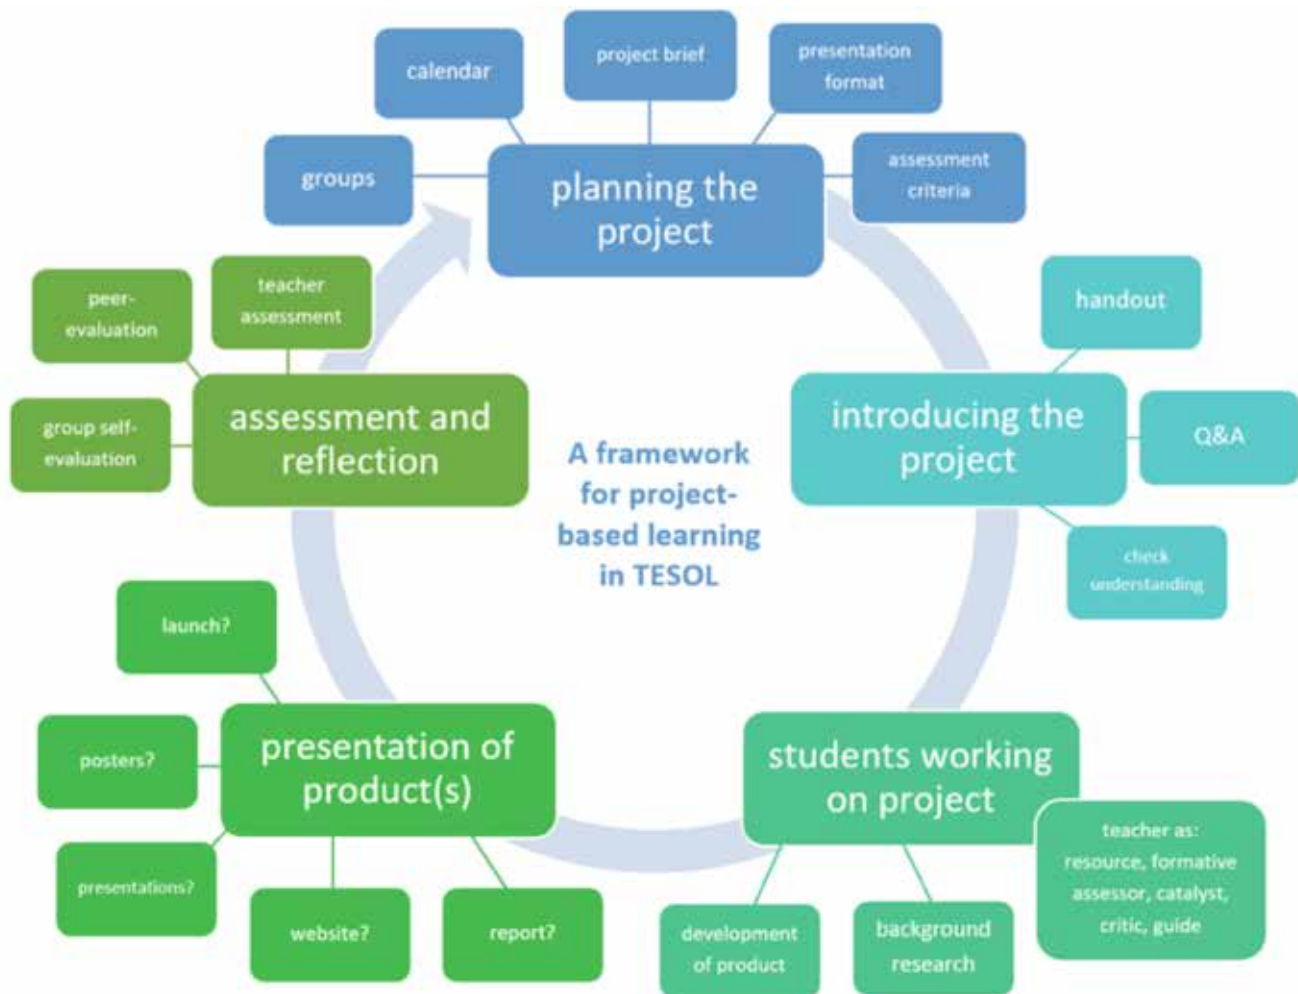 calendar
project brief
presentation
format
groups
planning the
project
assessment
criteria
peer-
evaluation
teacher
assessment
group self-
evaluation
assessment and
reflection
handout
introducing the
project
Q&A
check
understanding
A framework
for project-
based learning
in TESOL
launch?
posters?
presentations?
presentation of
product(s)
website?
report?
students working
on project
teacher as:
resource, formative
assessor, catalyst,
critic, guide
development
of product
background
research